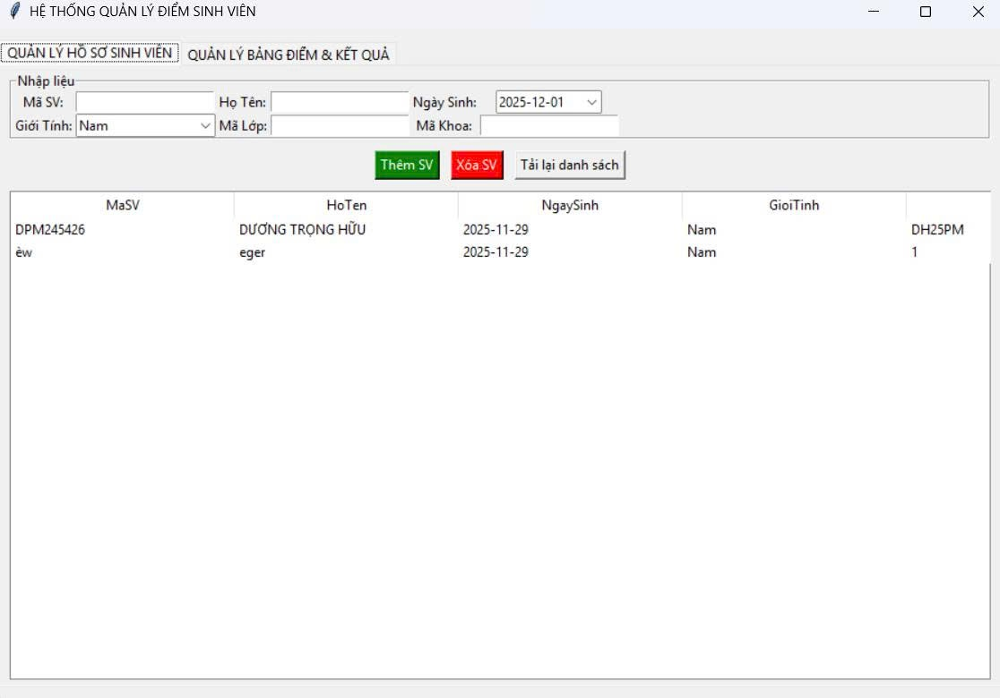 HỆ THỐNG QUẢN LÝ ĐIỂM SINH VIÊN
QUẢN LÝ HỒ SƠ SINH VIÊN QUẢN LÝ BẢNG ĐIỂM & KẾT QUẢ
Nhập liệu
Mã SV: Họ Tên: Ngày Sinh: 2025-12-01
Giới Tính: Nam Mã Lớp: Mã Khoa:
Thêm SV Xóa SV Tải lại danh sách
MaSV HoTen NgaySinh GioiTinh
DPM245426 DƯƠNG TRỌNG HỮU 2025-11-29 Nam DH25PM
èw eger 2025-11-29 Nam 1